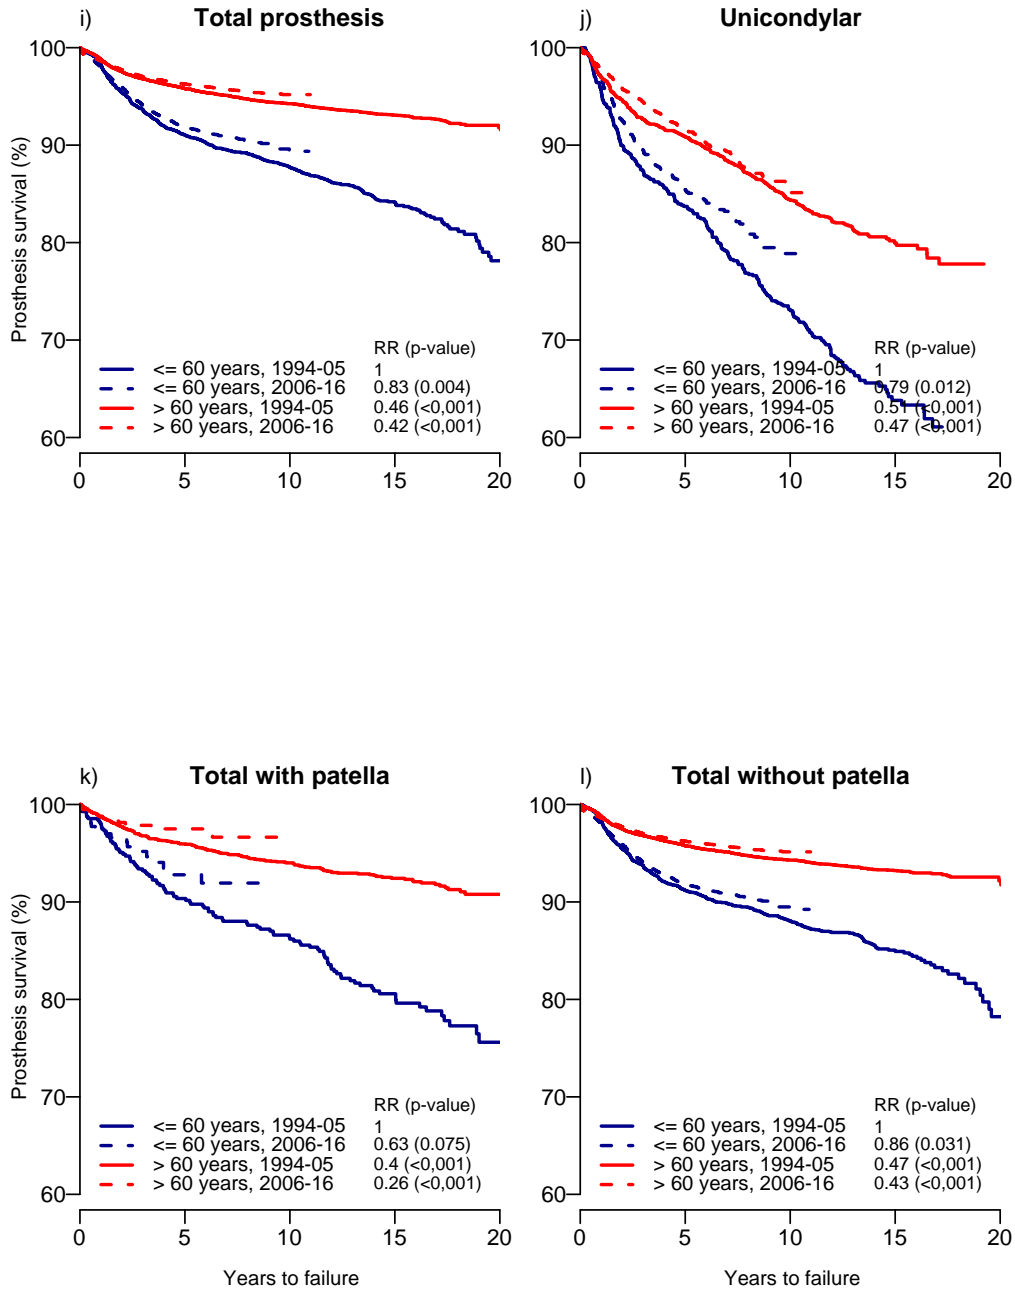 i) Total prosthesis
Prosthesis survival (%)
100
90
80
70
60
RR (p-value)
<= 60 years, 1994-05 1
<= 60 years, 2006-16 0.83 (0.004)
> 60 years, 1994-05 0.46 (<0,001)
> 60 years, 2006-16 0.42 (<0,001)
0 5 10 15 20
j) Unicondylar
100
90
80
70
60
RR (p-value)
<= 60 years, 1994-05 1
<= 60 years, 2006-16 0.79 (0.012)
> 60 years, 1994-05 0.51 (<0,001)
> 60 years, 2006-16 0.47 (<0,001)
0 5 10 15 20
k) Total with patella
Prosthesis survival (%)
100
90
80
70
60
RR (p-value)
<= 60 years, 1994-05 1
<= 60 years, 2006-16 0.63 (0.075)
> 60 years, 1994-05 0.4 (<0,001)
> 60 years, 2006-16 0.26 (<0,001)
0 5 10 15 20
Years to failure
l) Total without patella
100
90
80
70
60
RR (p-value)
<= 60 years, 1994-05 1
<= 60 years, 2006-16 0.86 (0.031)
> 60 years, 1994-05 0.47 (<0,001)
> 60 years, 2006-16 0.43 (<0,001)
0 5 10 15 20
Years to failure